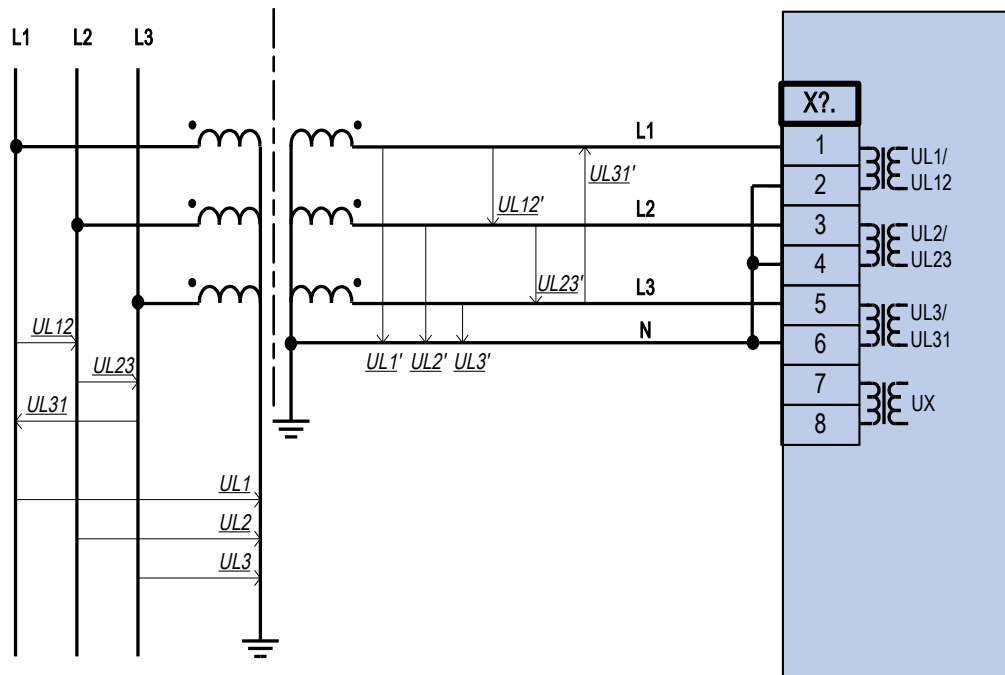 L1 L2 L3
X?.
L1
1
UL1/
UL31'
2
UL12
UL12'
L2
3
UL2/
4
UL23
UL23'
L3
5
UL3/
UL12
N
6
UL31
UL23
UL1' UL2' UL3'
7
UL31
UX
8
UL1
UL2
UL3